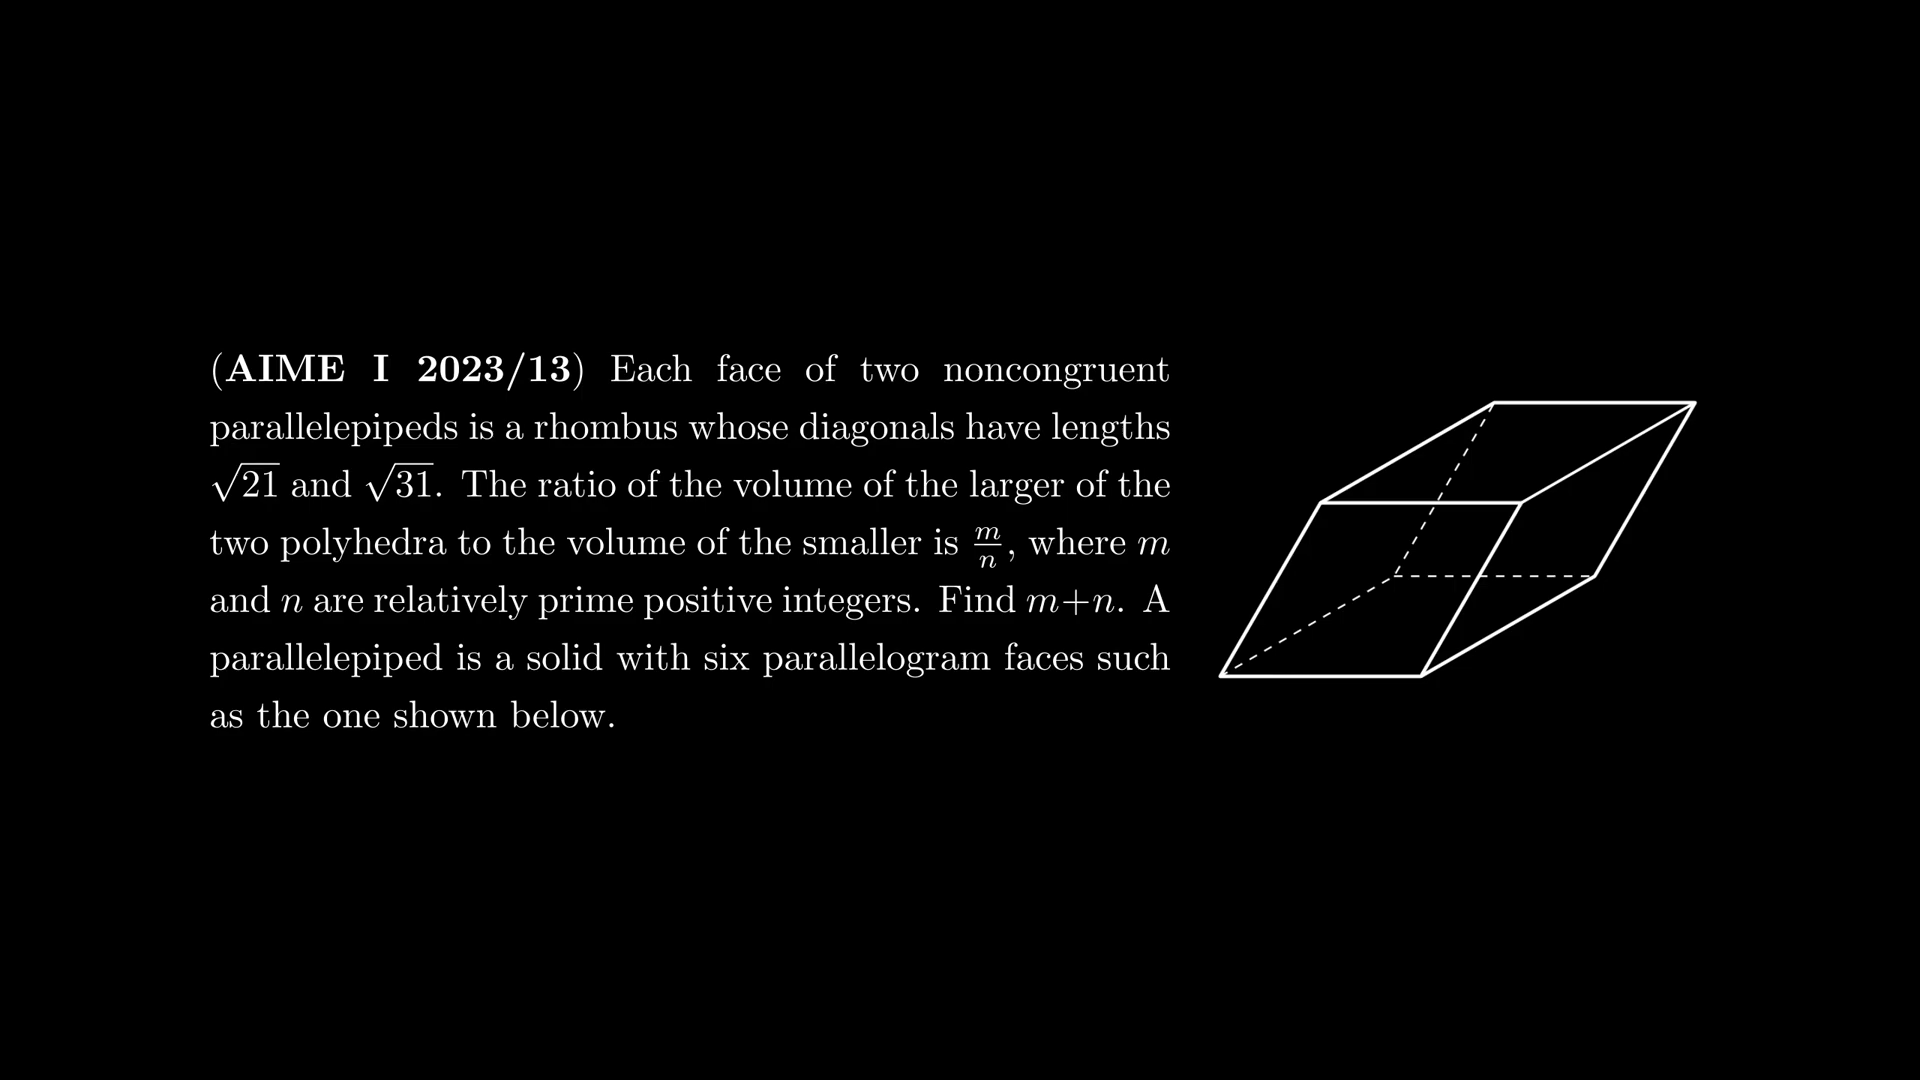 (AIME I 2023/13) Each face of two noncongruent
parallelepipeds is a rhombus whose diagonals have lengths
√21 and √31. The ratio of the volume of the larger of the
two polyhedra to the volume of the smaller is m/n, where m
and n are relatively prime positive integers. Find m+n. A
parallelepiped is a solid with six parallelogram faces such
as the one shown below.